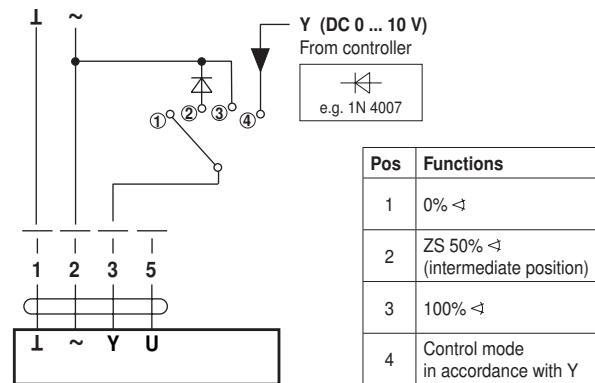 ⊥ ~
Y (DC 0 ... 10 V)
From controller
e.g. 1N 4007
① ② ③ ④
Pos Functions
1 0% ∢
2 ZS 50% ∢
(intermediate position)
3 100% ∢
4 Control mode
in accordance with Y
1 2 3 5
⊥ ~ Y U